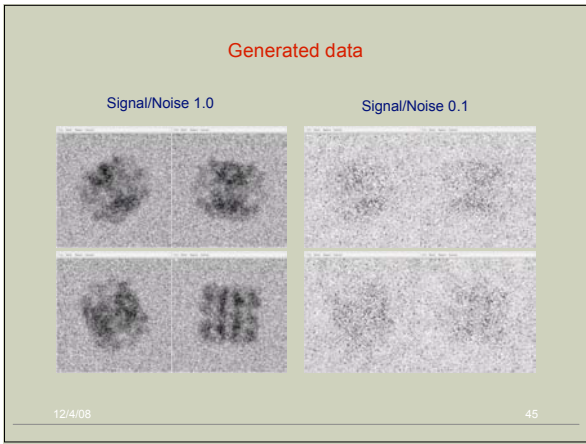 Generated data
Signal/Noise 1.0
Signal/Noise 0.1
12/4/08
45